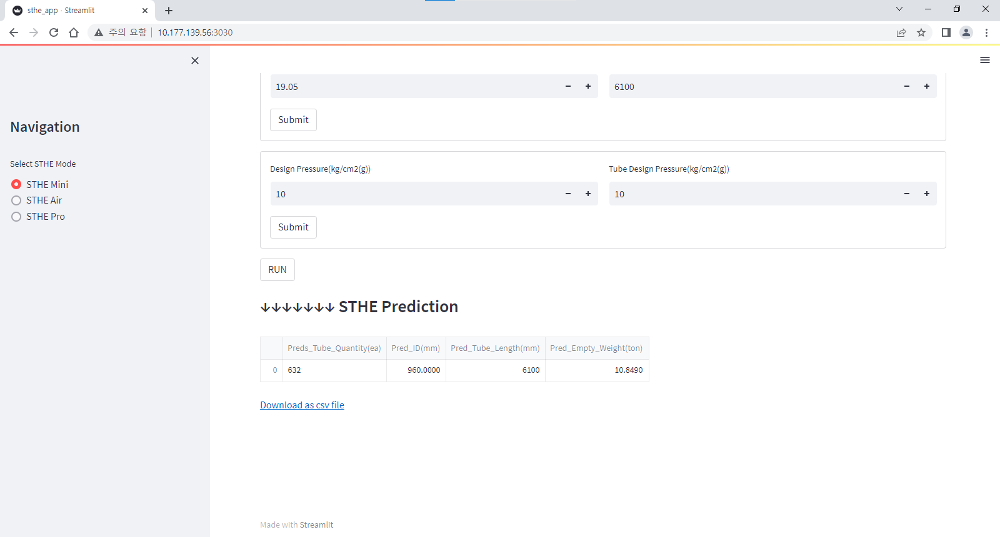 sthe_app · Streamlit
주의 요함 10.177.139.56:3030
19.05 6100
Submit
Navigation
Select STHE Mode
STHE Mini
STHE Air
STHE Pro
Design Pressure(kg/cm2(g)) Tube Design Pressure(kg/cm2(g))
10 10
Submit
RUN
↓↓↓↓↓↓↓ STHE Prediction
Preds_Tube_Quantity(ea) Pred_ID(mm) Pred_Tube_Length(mm) Pred_Empty_Weight(ton)
0 632 960.0000 6100 10.8490
Download as csv file
Made with Streamlit